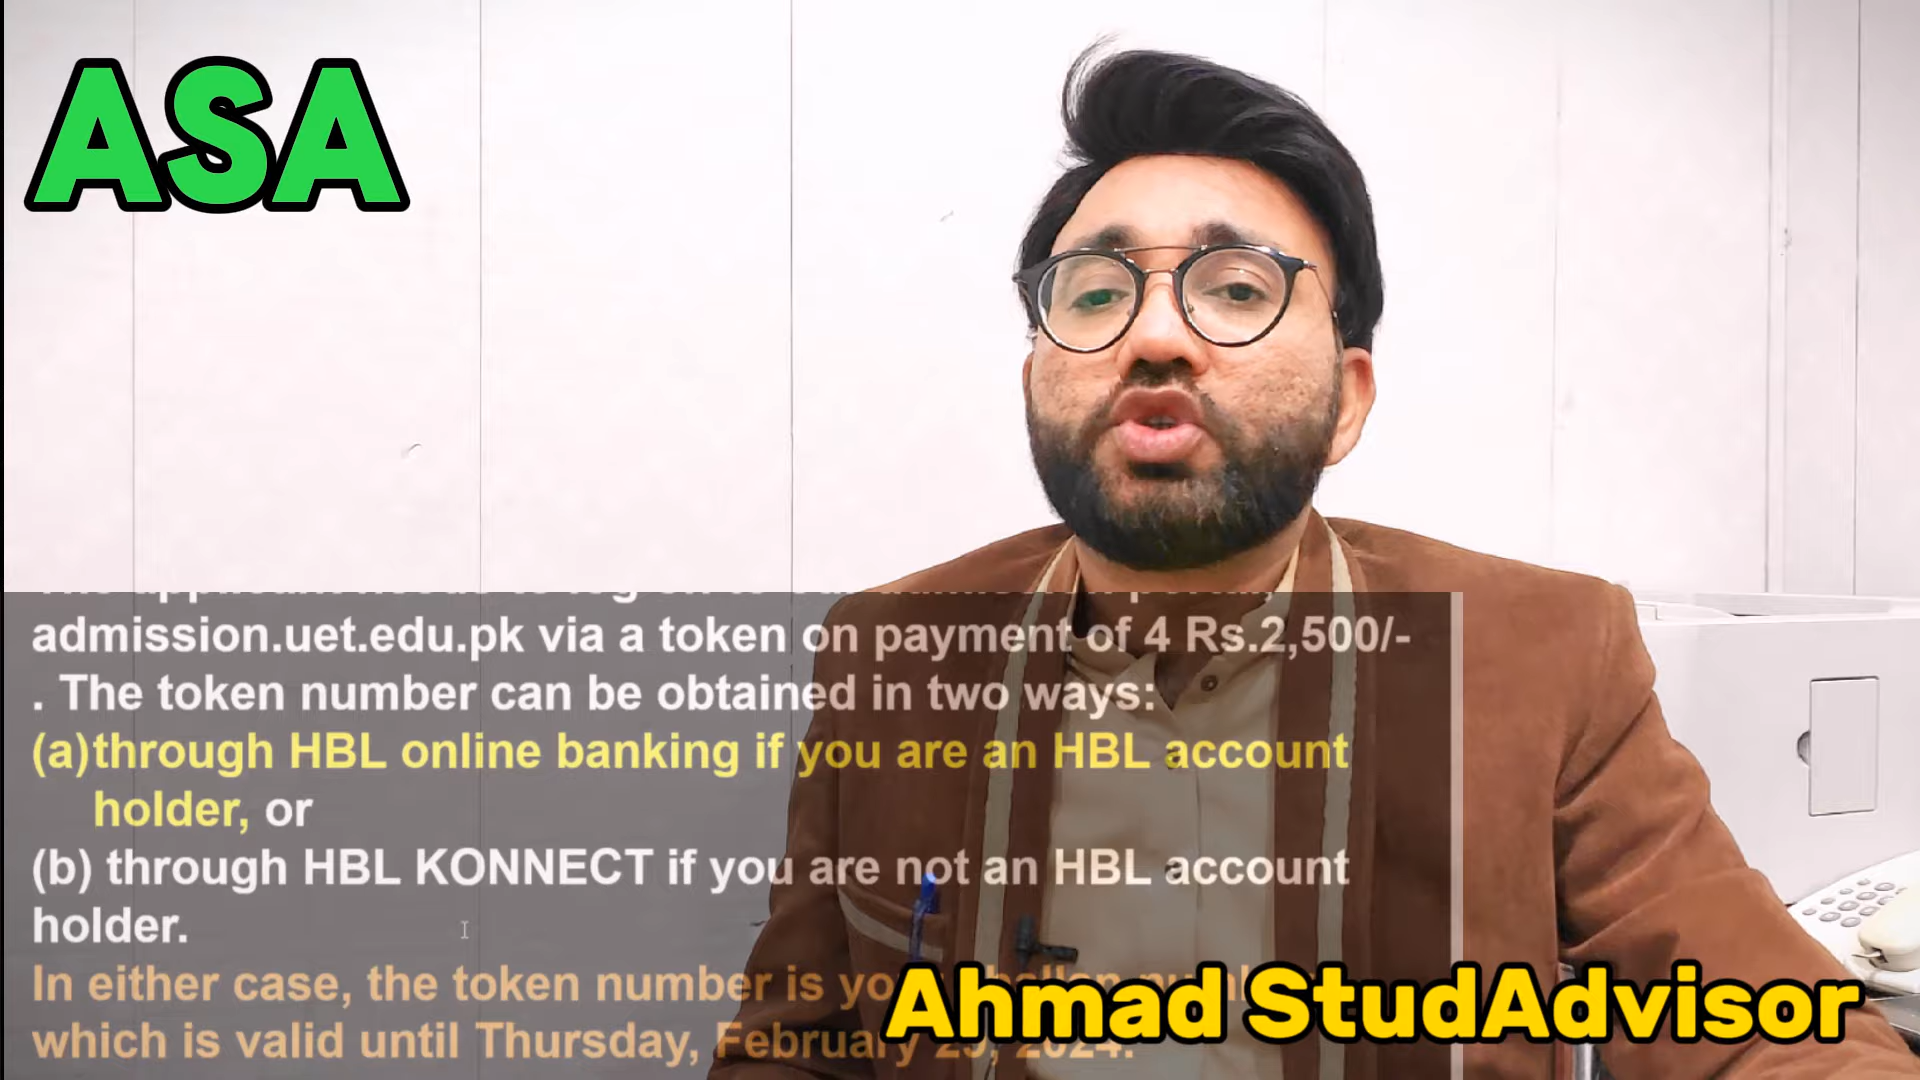 ASA
admission.uet.edu.pk via a token on payment of 4 Rs.2,500/-
. The token number can be obtained in two ways:
(a)through HBL online banking if you are an HBL account
holder, or
(b) through HBL KONNECT if you are not an HBL account
holder.
In either case, the token number is
which is valid until Thursday, February 2024.
Ahmad StudAdvisor